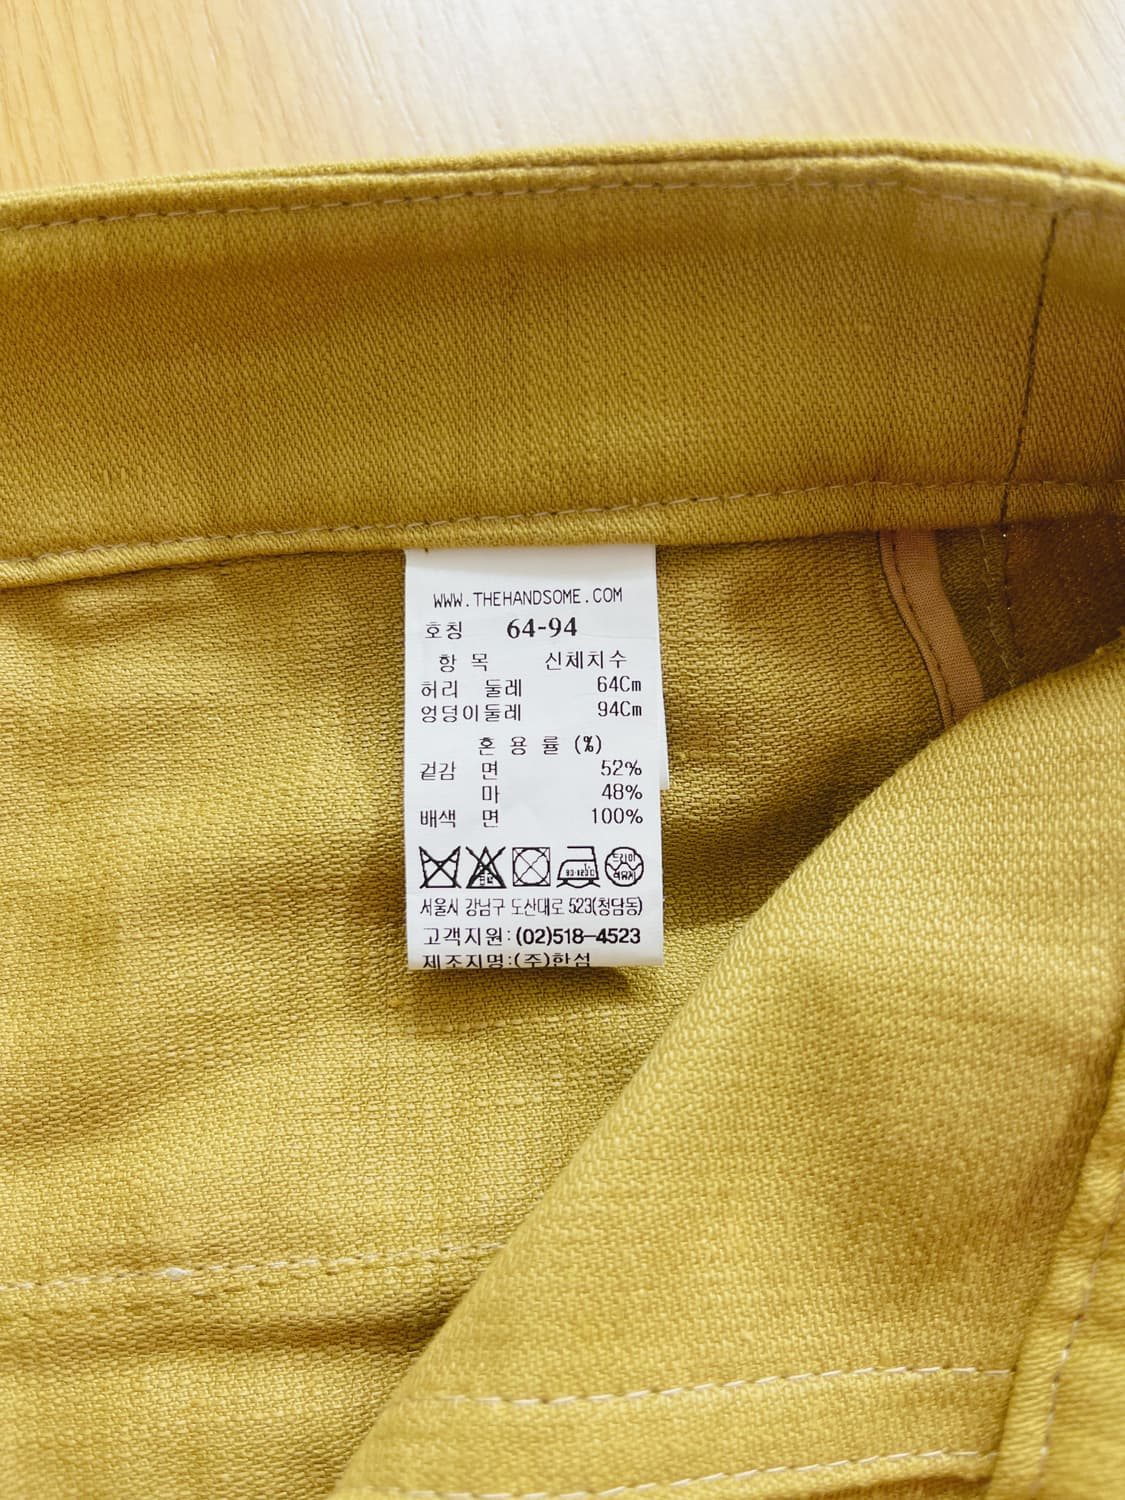 WWW.THEHANDSOME.COM
호칭 64-94
항 목 신체치수
허리 둘레 64Cm
엉덩이둘레 94Cm
혼 용 률 (%)
겉감 면 52%
마 48%
배색 면 100%
서울시 강남구 도산대로 523(청담동)
고객지원:(02)518-4523
제조자명:(주)한섬